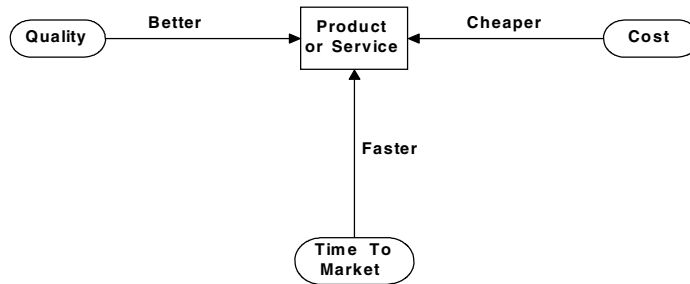 Better
Product
or Service
Cheaper
Quality
Cost
Faster
Time To
Market